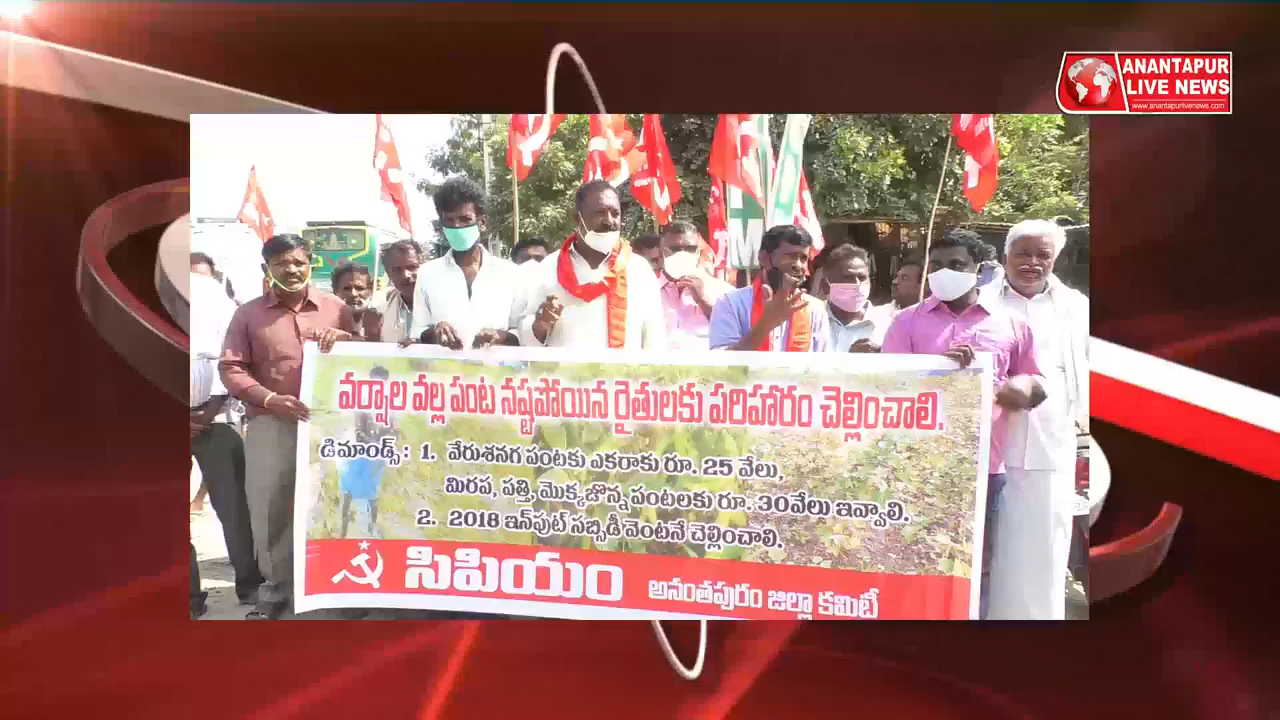 ANANTAPUR
LIVE NEWS
www.anantapurlivenews.com
వర్షాల వల్ల పంట నష్టపోయిన రైతులకు పరిహారం చెల్లించాలి.
డిమాండ్స్ : 1. వేరుశనగ పంటకు ఎకరాకు రూ. 25 వేలు,
మిరప, పత్తి, మొక్కజొన్న పంటలకు రూ. 30వేలు ఇవ్వాలి.
2. 2018 ఇన్‌ఫుట్ సబ్సిడీ వెంటనే చెల్లించాలి.
సిపియం అనంతపురం జిల్లా కమిటీ